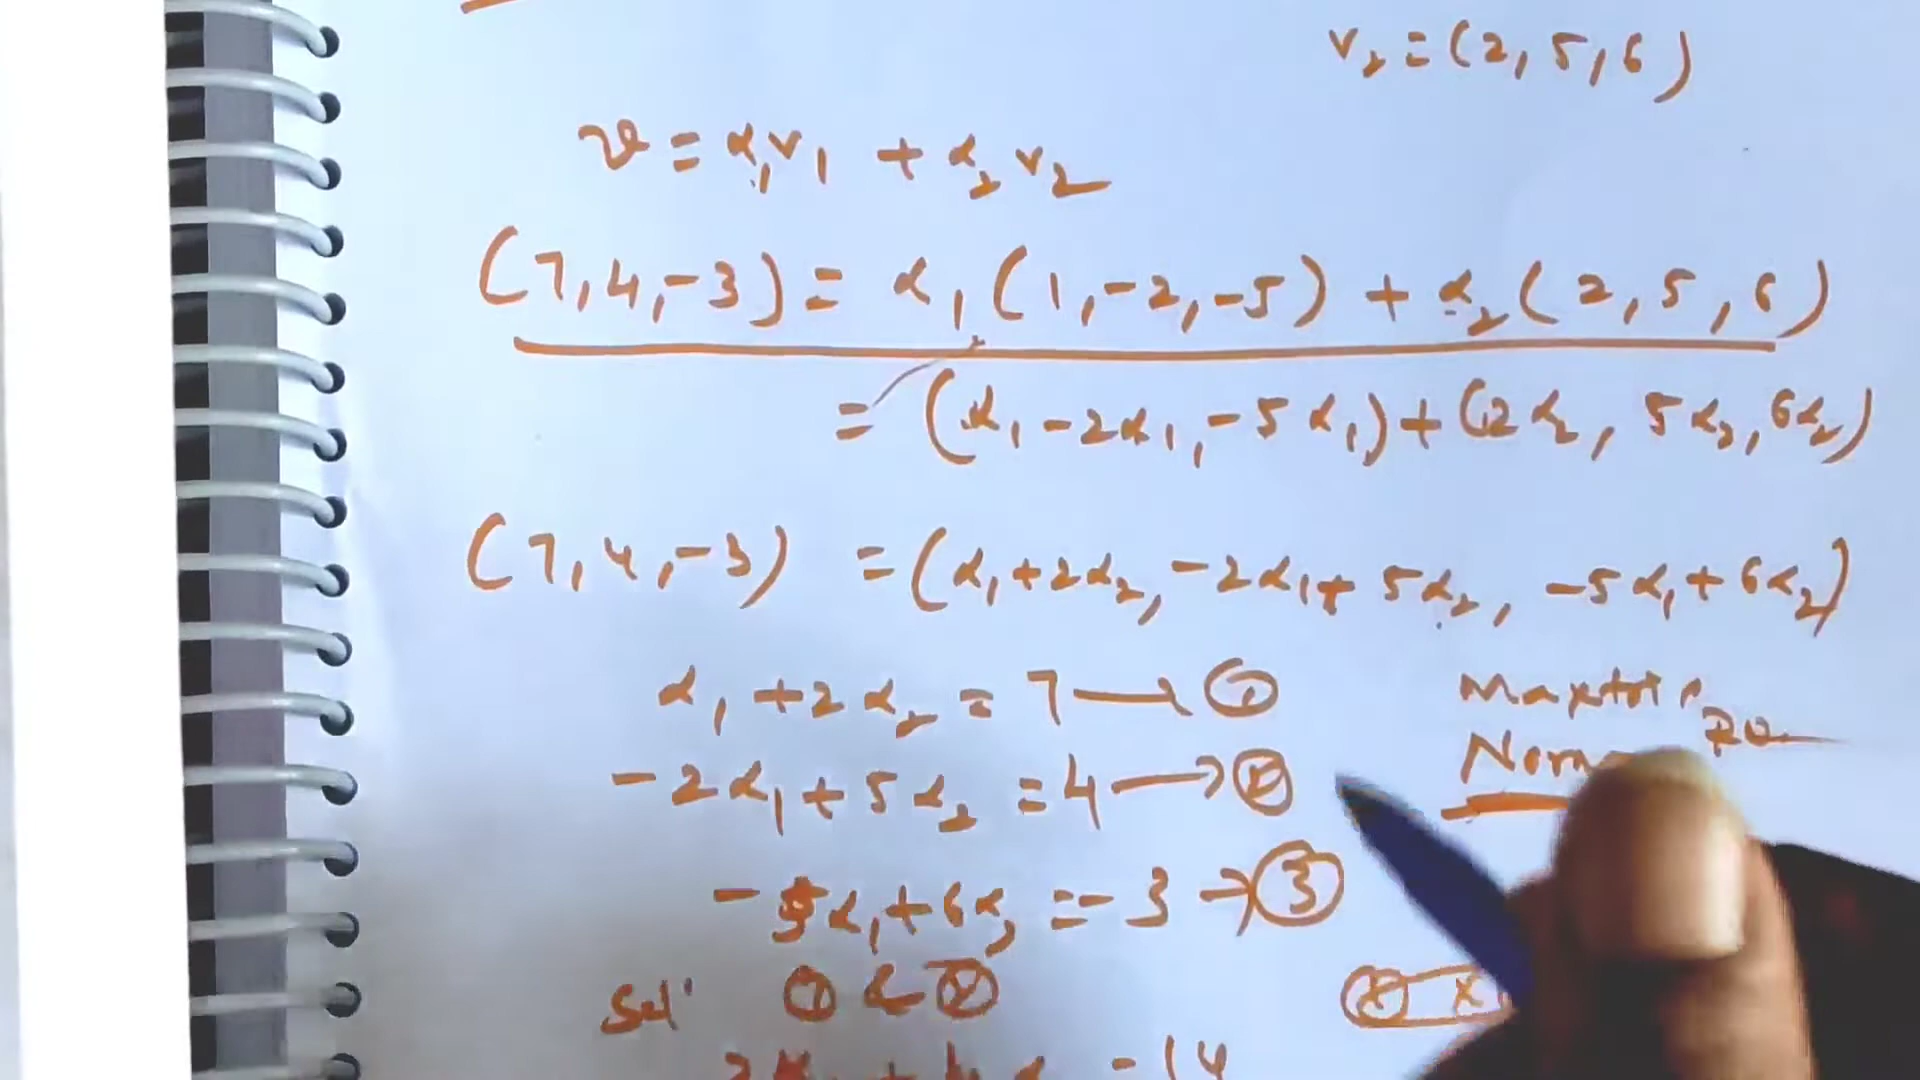 v₂ = (2, 5, 6)
v = α₁v₁ + α₂v₂
(7, 4, -3) = α₁(1, -2, -5) + α₂(2, 5, 6)
= (α₁ - 2α₁, -5α₁) + (2α₂, 5α₂, 6α₂)
(7, 4, -3) = (α₁ + 2α₂, -2α₁ + 5α₂, -5α₁ + 6α₂)
α₁ + 2α₂ = 7 → ①
-2α₁ + 5α₂ = 4 → ②
-5α₁ + 6α₂ = -3 → ③
Sol' ① & ②